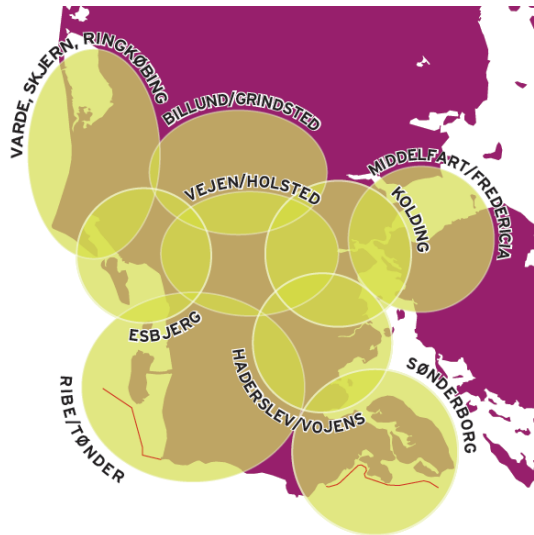 VARDE, SKJERN, RINGKØBING
BILLUND/GRINDSTED
MIDDELFART/FREDERICIA
VEJEN/HOLSTED
KOLDING
ESBJERG
HADERSLEV/VOJENS
SØNDERBORG
RIBE/TØNDER